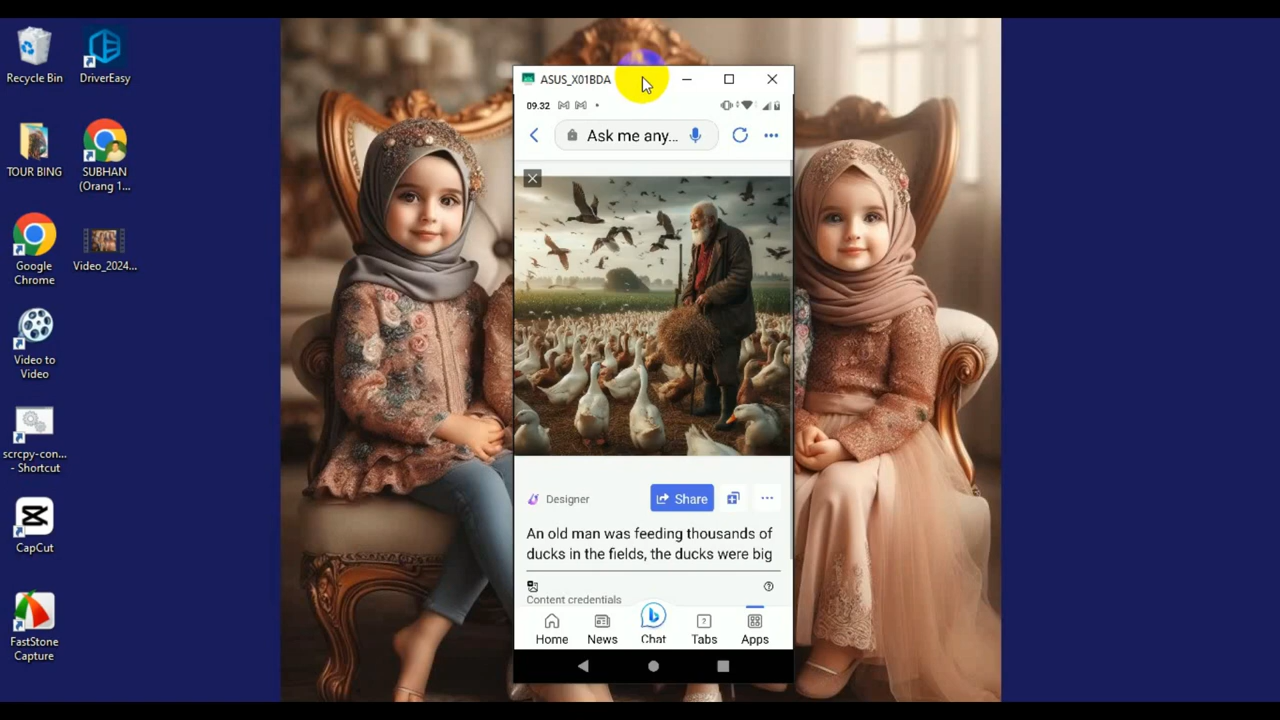 Recycle Bin
DriverEasy
TOUR BING
SUBHAN
(Orang 1...
Google
Chrome
Video_2024...
Video to
Video
scrcpy-con...
- Shortcut
CapCut
FastStone
Capture
ASUS_X01BDA
09.32
Ask me any...
Designer
Share
An old man was feeding thousands of
ducks in the fields, the ducks were big
Content credentials
Home
News
Chat
Tabs
Apps